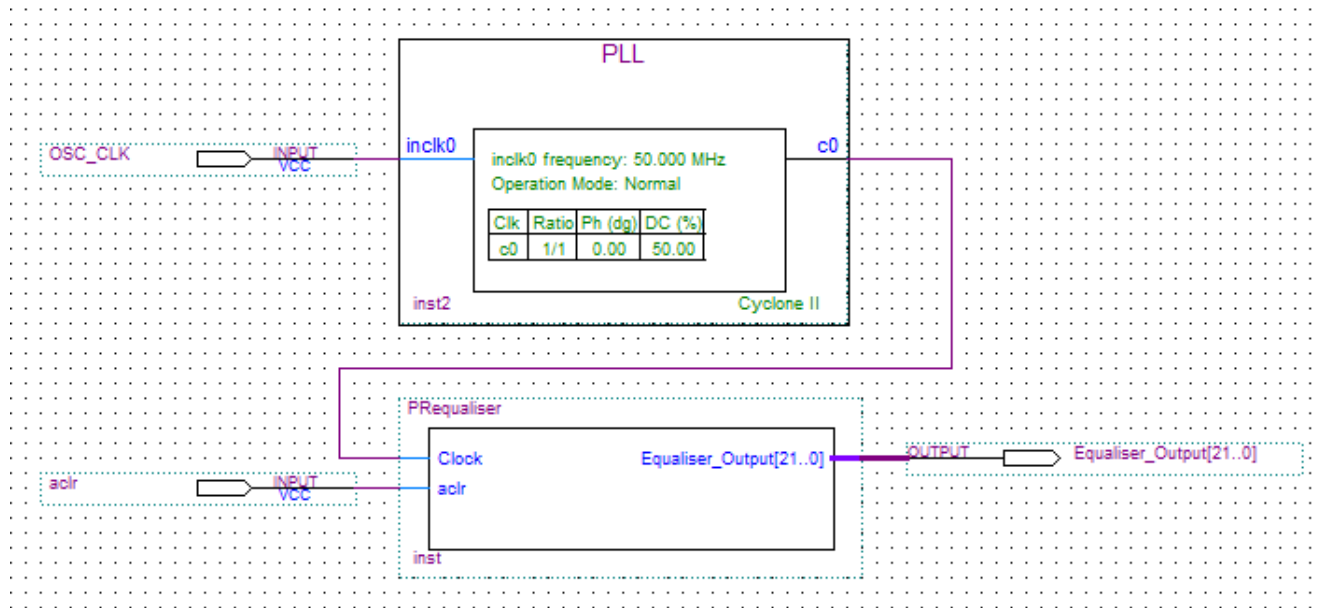 PLL
OSC_CLK
INPUT
VCC
inclk0
c0
inclk0 frequency: 50.000 MHz
Operation Mode: Normal
Clk Ratio Ph (dg) DC (%)
c0 1/1 0.00 50.00
inst2
Cyclone II
PRequaliser
Clock
Equaliser_Output[21..0]
OUTPUT
Equaliser_Output[21..0]
aclr
INPUT
VCC
aclr
inst